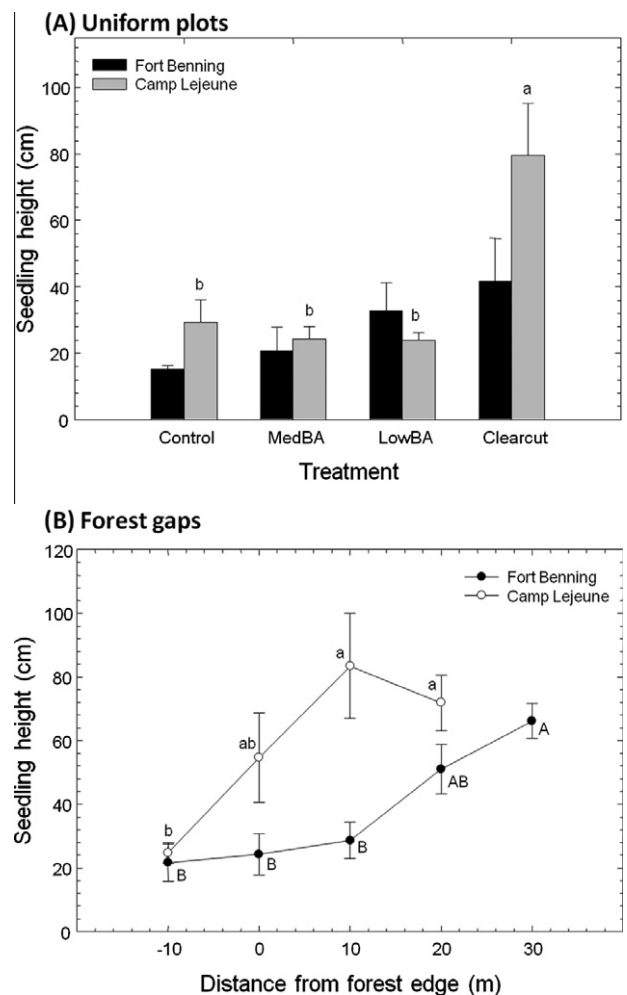 (A) Uniform plots
Fort Benning
Camp Lejeune
Seedling height (cm)
100
80
60
40
20
0
b
b
b
a
Control MedBA LowBA Clearcut
Treatment
(B) Forest gaps
Fort Benning
Camp Lejeune
Seedling height (cm)
120
100
80
60
40
20
0
b
ab
a
a
B
B
B
AB
A
-10 0 10 20 30
Distance from forest edge (m)